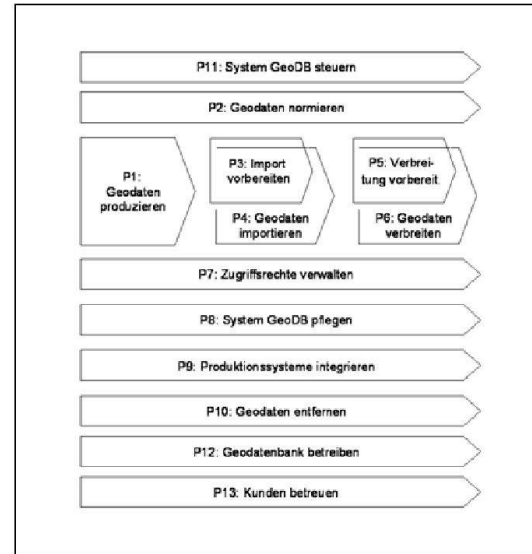 P11: System GeoDB steuern
P2: Geodaten normieren
P1:
Geodaten
produzieren
P3: Import
vorbereiten
P4: Geodaten
importieren
P5: Verbrei-
tung vorbereit
P6: Geodaten
verbreiten
P7: Zugriffsrechte verwalten
P8: System GeoDB pflegen
P9: Produktionssysteme integrieren
P10: Geodaten entfernen
P12: Geodatenbank betreiben
P13: Kunden betreuen